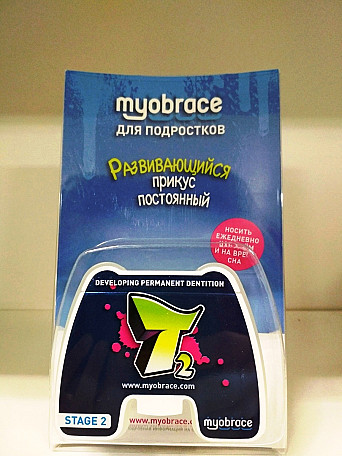 myobrace
ДЛЯ ПОДРОСТКОВ
РАЗВИВАЮЩИЙСЯ
ПРИКУС
ПОСТОЯННЫЙ
НОСИТЬ
ЕЖЕДНЕВНО
И НА ВРЕ
СНА
DEVELOPING PERMANENT DENTITION
T2
www.myobrace.com
www.myobrace.c
STAGE 2
myobrace